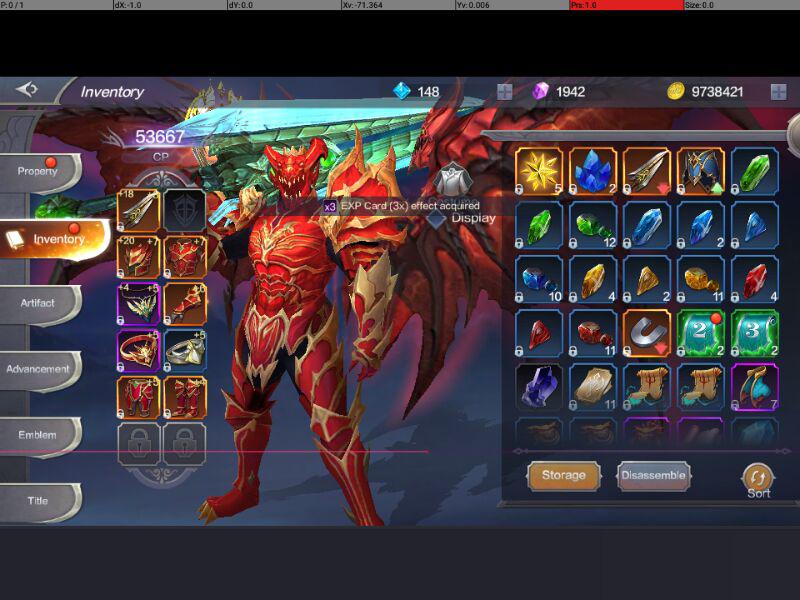 P: 0 / 1 dX: -1.0 dY: 0.0 Xv: -71.364 Yv: 0.006 Prs: 1.0 Size: 0.0
Inventory 148 1942 9738421
53667
CP
Property
x3 EXP Card (3x) effect acquired
Display
Inventory
Artifact
Advancement
Emblem
Title
+18
+20 +7
+4 +5
5 2
12 2
10 4 2 11 4
11 2 2 3 2
11 7
Storage Disassemble Sort